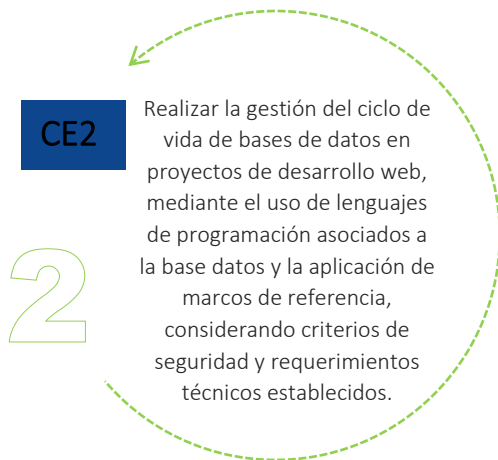 CE2
2
Realizar la gestión del ciclo de
vida de bases de datos en
proyectos de desarrollo web,
mediante el uso de lenguajes
de programación asociados a
la base datos y la aplicación de
marcos de referencia,
considerando criterios de
seguridad y requerimientos
técnicos establecidos.